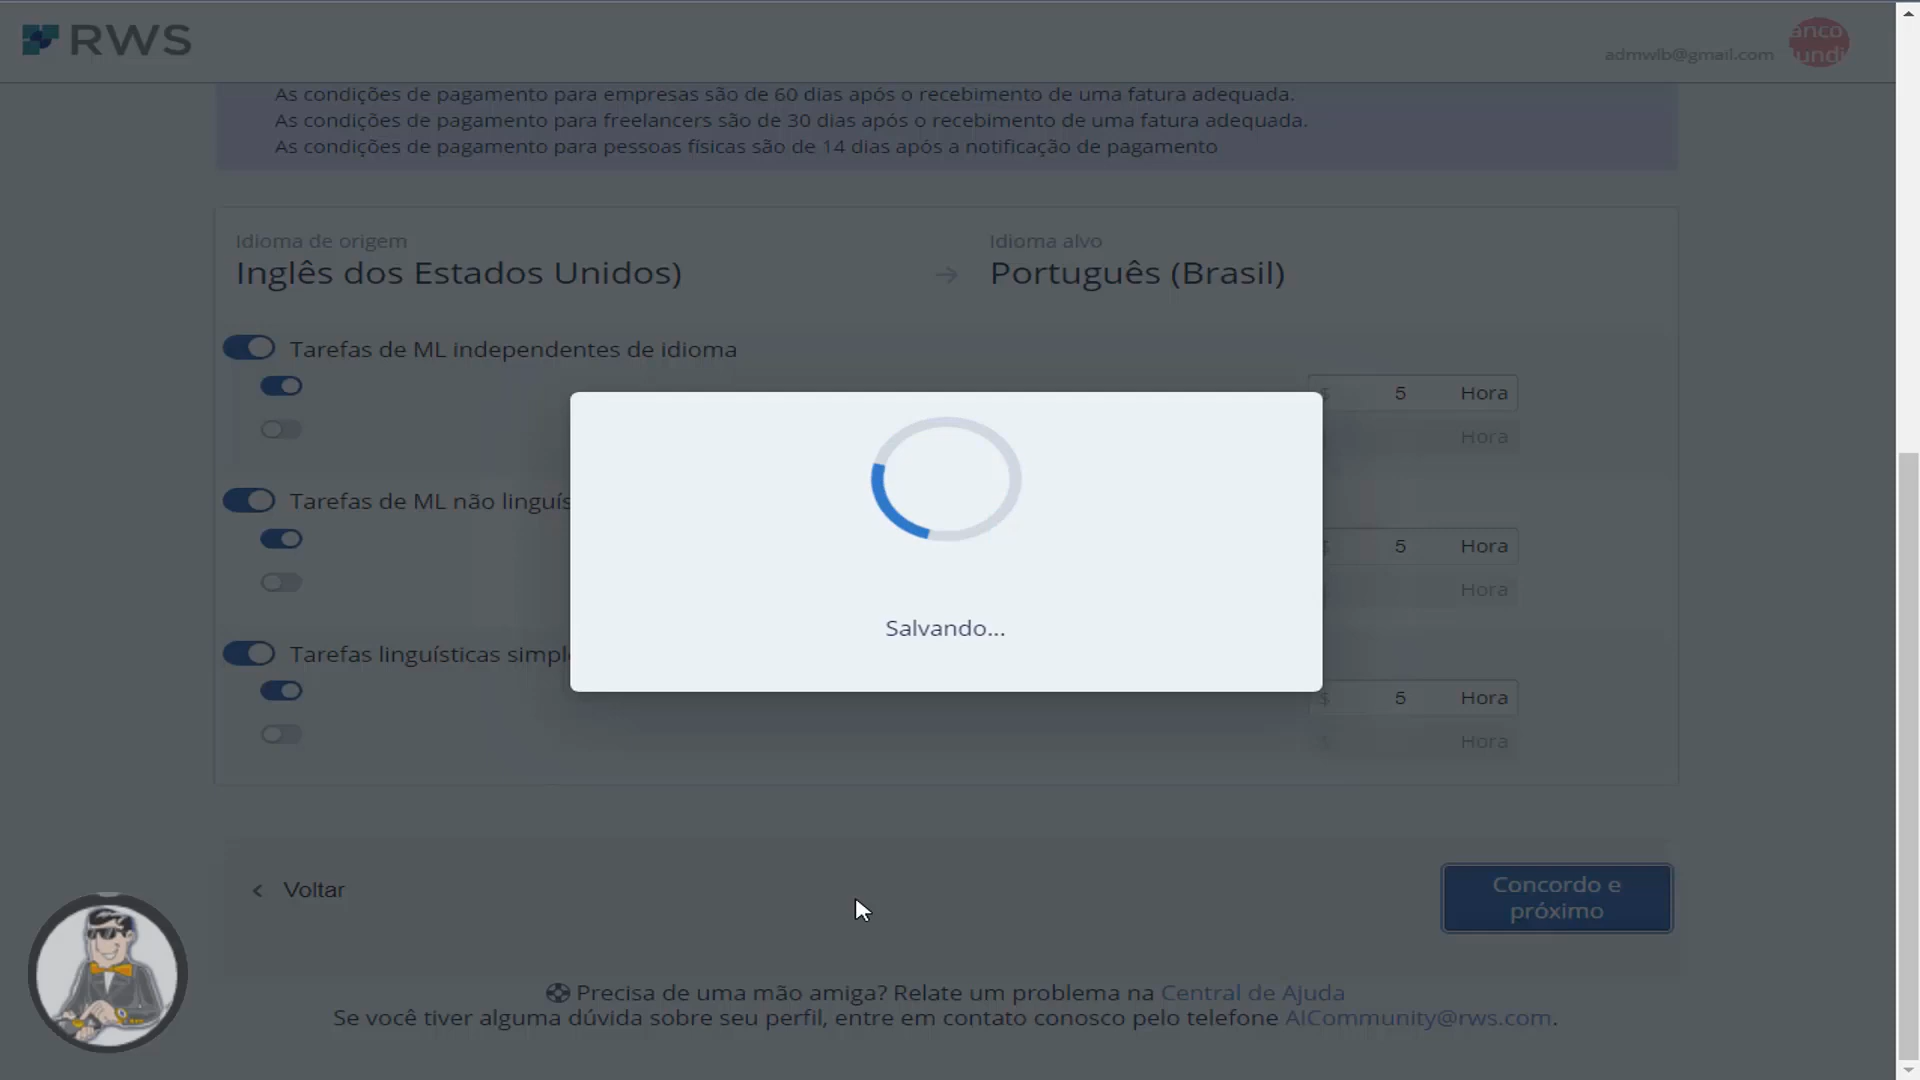 RWS
admwlb@gmail.com
anco
undi
As condições de pagamento para empresas são de 60 dias após o recebimento de uma fatura adequada.
As condições de pagamento para freelancers são de 30 dias após o recebimento de uma fatura adequada.
As condições de pagamento para pessoas físicas são de 14 dias após a notificação de pagamento
Idioma de origem
Inglês dos Estados Unidos)
→
Idioma alvo
Português (Brasil)
Tarefas de ML independentes de idioma
5 Hora
Hora
Tarefas de ML não linguís
5 Hora
Hora
Tarefas linguísticas simpl
$ 5 Hora
$ Hora
Salvando...
< Voltar
Concordo e
próximo
Precisa de uma mão amiga? Relate um problema na Central de Ajuda
Se você tiver alguma dúvida sobre seu perfil, entre em contato conosco pelo telefone AICommunity@rws.com.